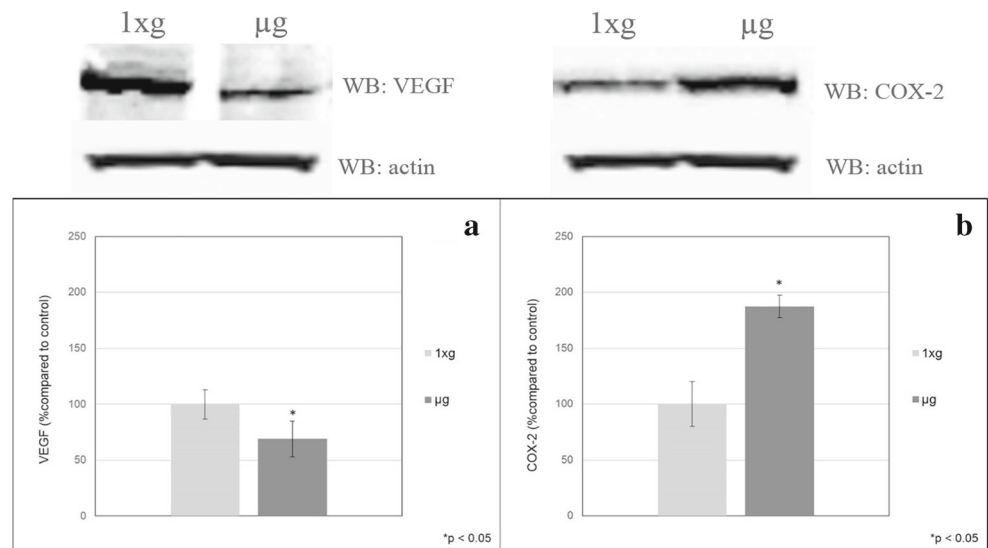 1xg µg
WB: VEGF
WB: actin
1xg µg
WB: COX-2
WB: actin
a
VEGF (%compared to control)
250
200
150
100
50
0
*
1xg
µg
*p < 0.05
b
COX-2 (%compared to control)
250
200
150
100
50
0
*
1xg
µg
*p < 0.05